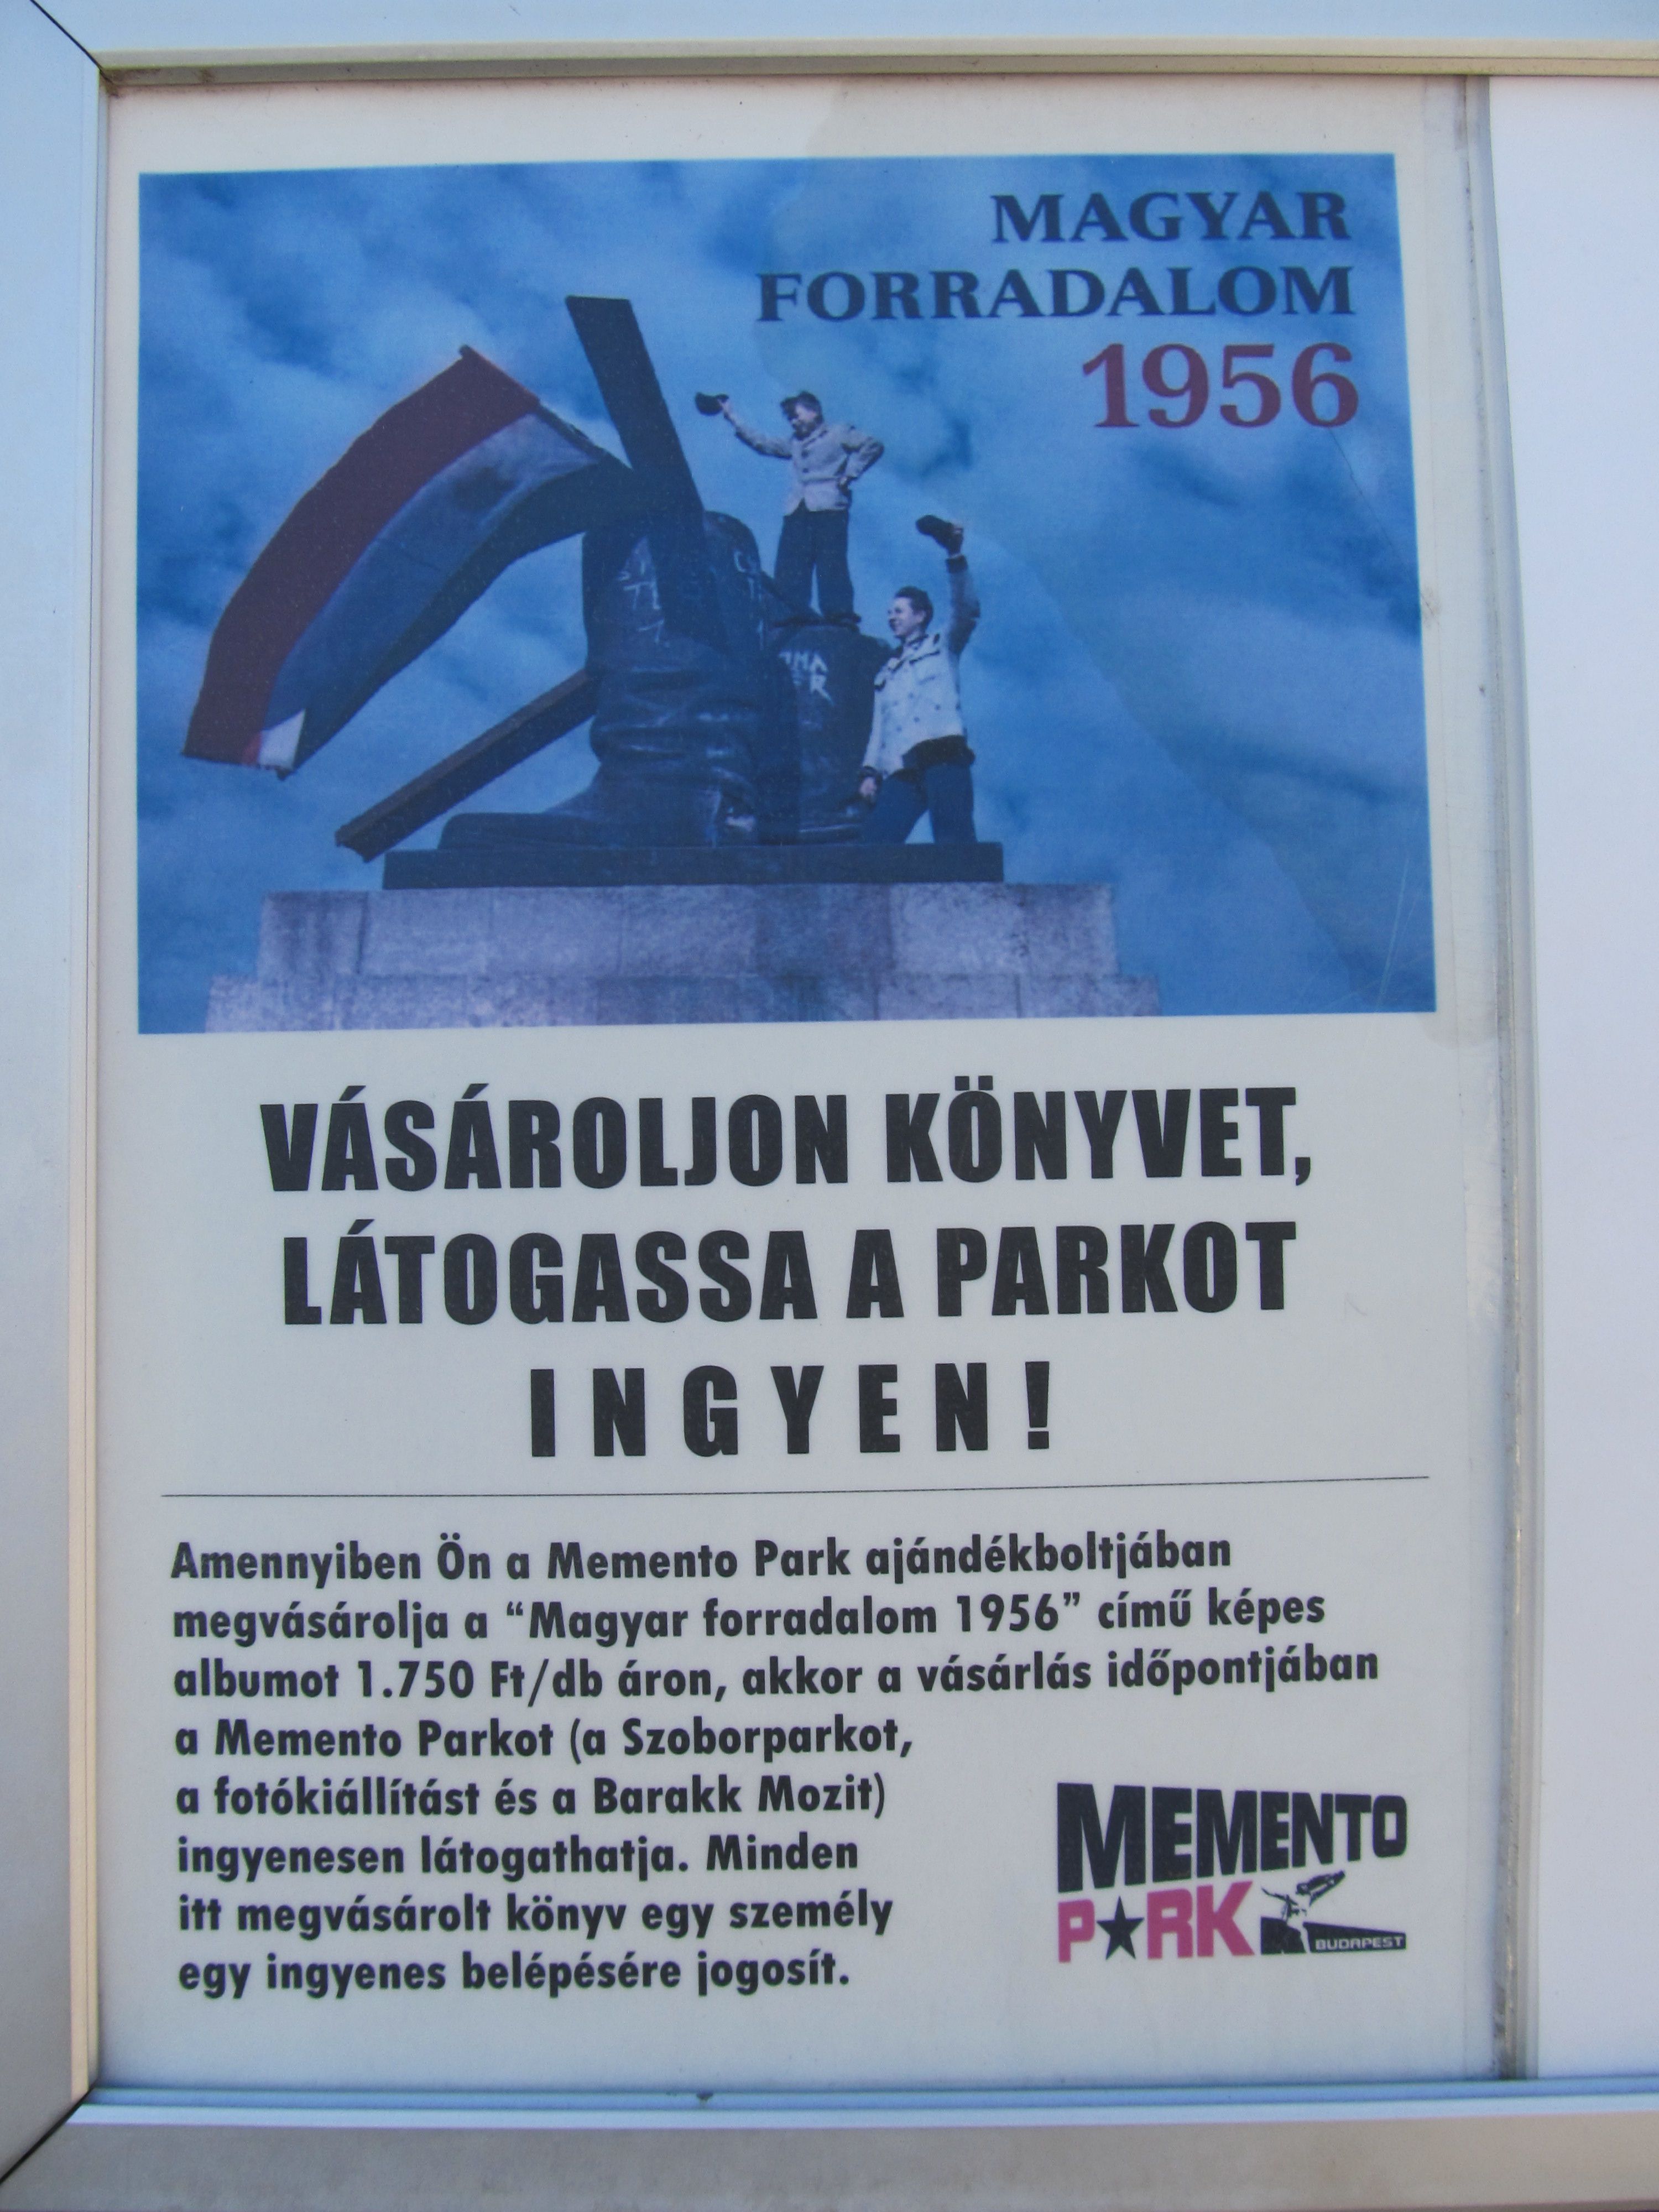 MAGYAR
FORRADALOM
1956
VÁSÁROLJON KÖNYVET,
LÁTOGASSA A PARKOT
INGYEN!
Amennyiben Ön a Memento Park ajándékboltjában
megvásárolja a “Magyar forradalom 1956” című képes
albumot 1.750 Ft/db áron, akkor a vásárlás időpontjában
a Memento Parkot (a Szoborparkot,
a fotókiállítást és a Barakk Mozit)
ingyenesen látogathatja. Minden
itt megvásárolt könyv egy személy
egy ingyenes belépésére jogosít.
MEMENTO
PARK
BUDAPEST